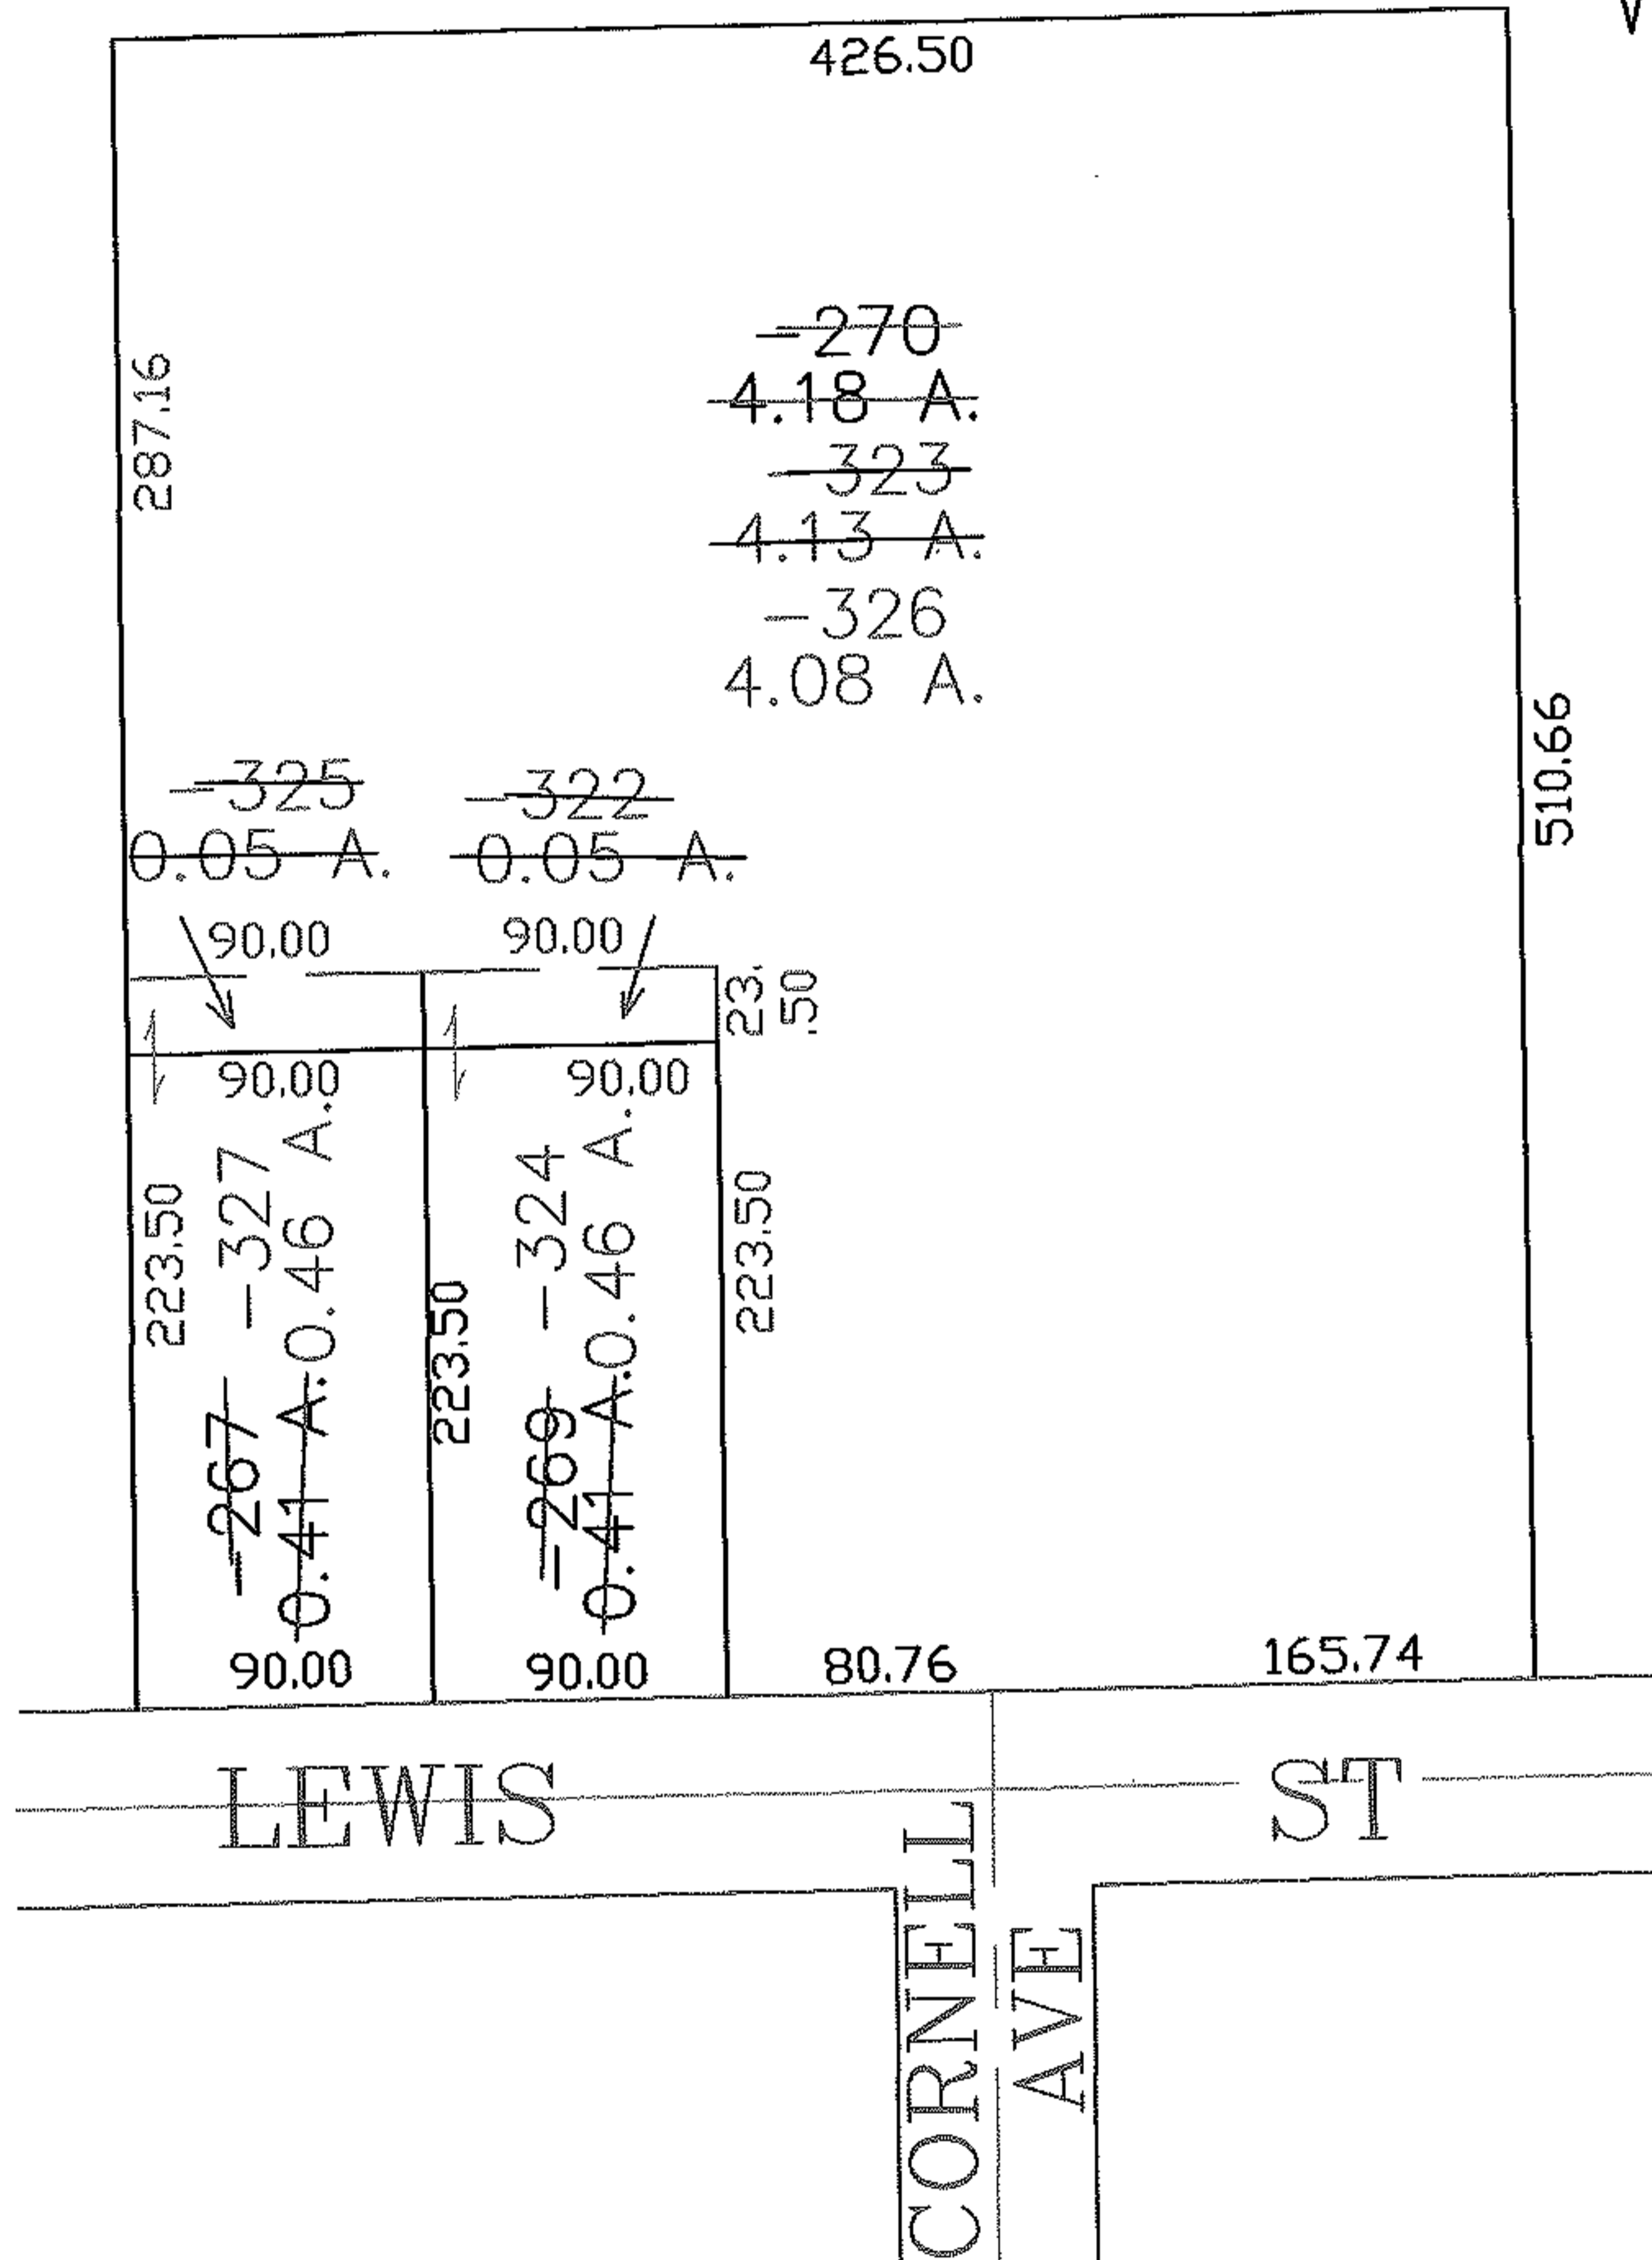 426.50
287.16
-270
4.18 A.
-323
4.13 A.
-326
4.08 A.
510.66
-325
0.05 A.
-322
0.05 A.
90.00
90.00
23.
.50
90.00
90.00
223.50
-267 -327
0.41 A. 0.46 A.
223.50
-269 -324
0.41 A. 0.46 A.
223.50
90.00
90.00
80.76
165.74
LEWIS ST
CORNELL
AVE